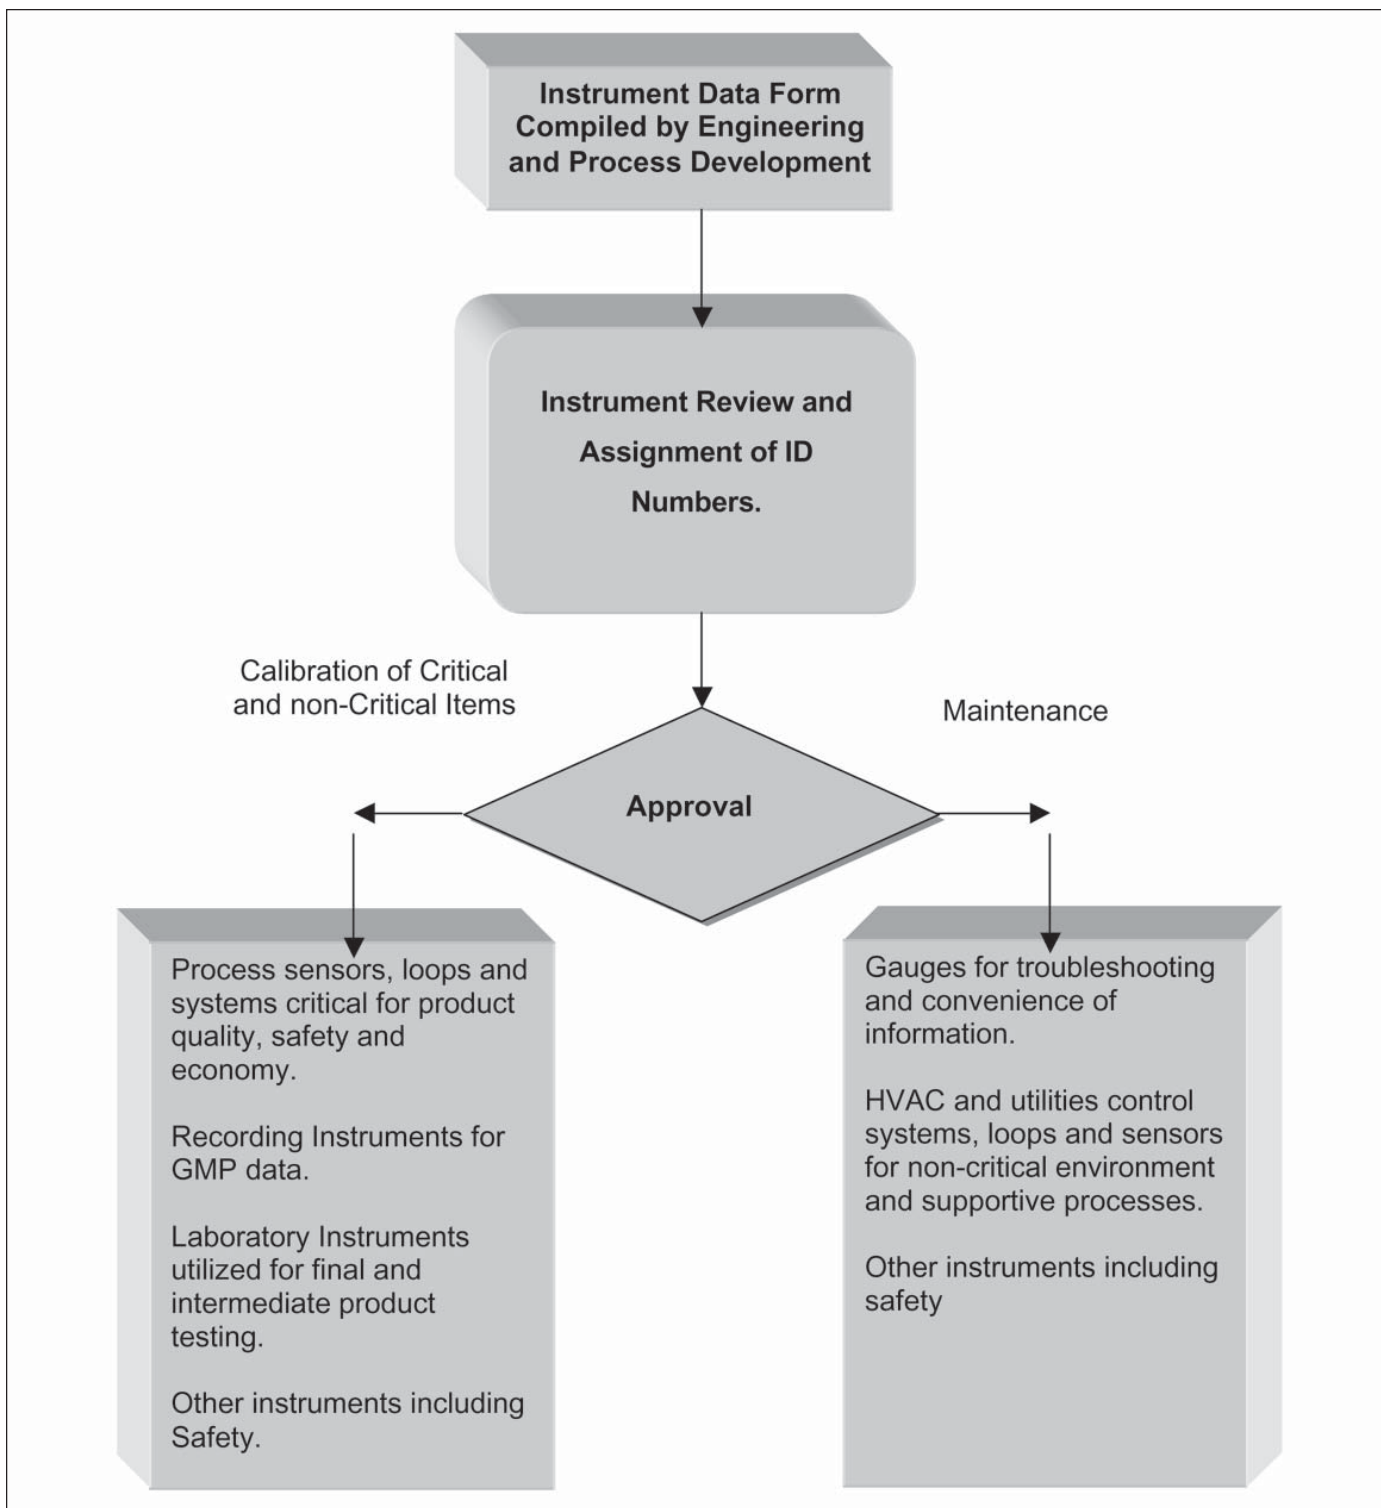 Instrument Data Form
Compiled by Engineering
and Process Development
Instrument Review and
Assignment of ID
Numbers.
Calibration of Critical
and non-Critical Items
Maintenance
Approval
Process sensors, loops and
systems critical for product
quality, safety and
economy.
Recording Instruments for
GMP data.
Laboratory Instruments
utilized for final and
intermediate product
testing.
Other instruments including
Safety.
Gauges for troubleshooting
and convenience of
information.
HVAC and utilities control
systems, loops and sensors
for non-critical environment
and supportive processes.
Other instruments including
safety